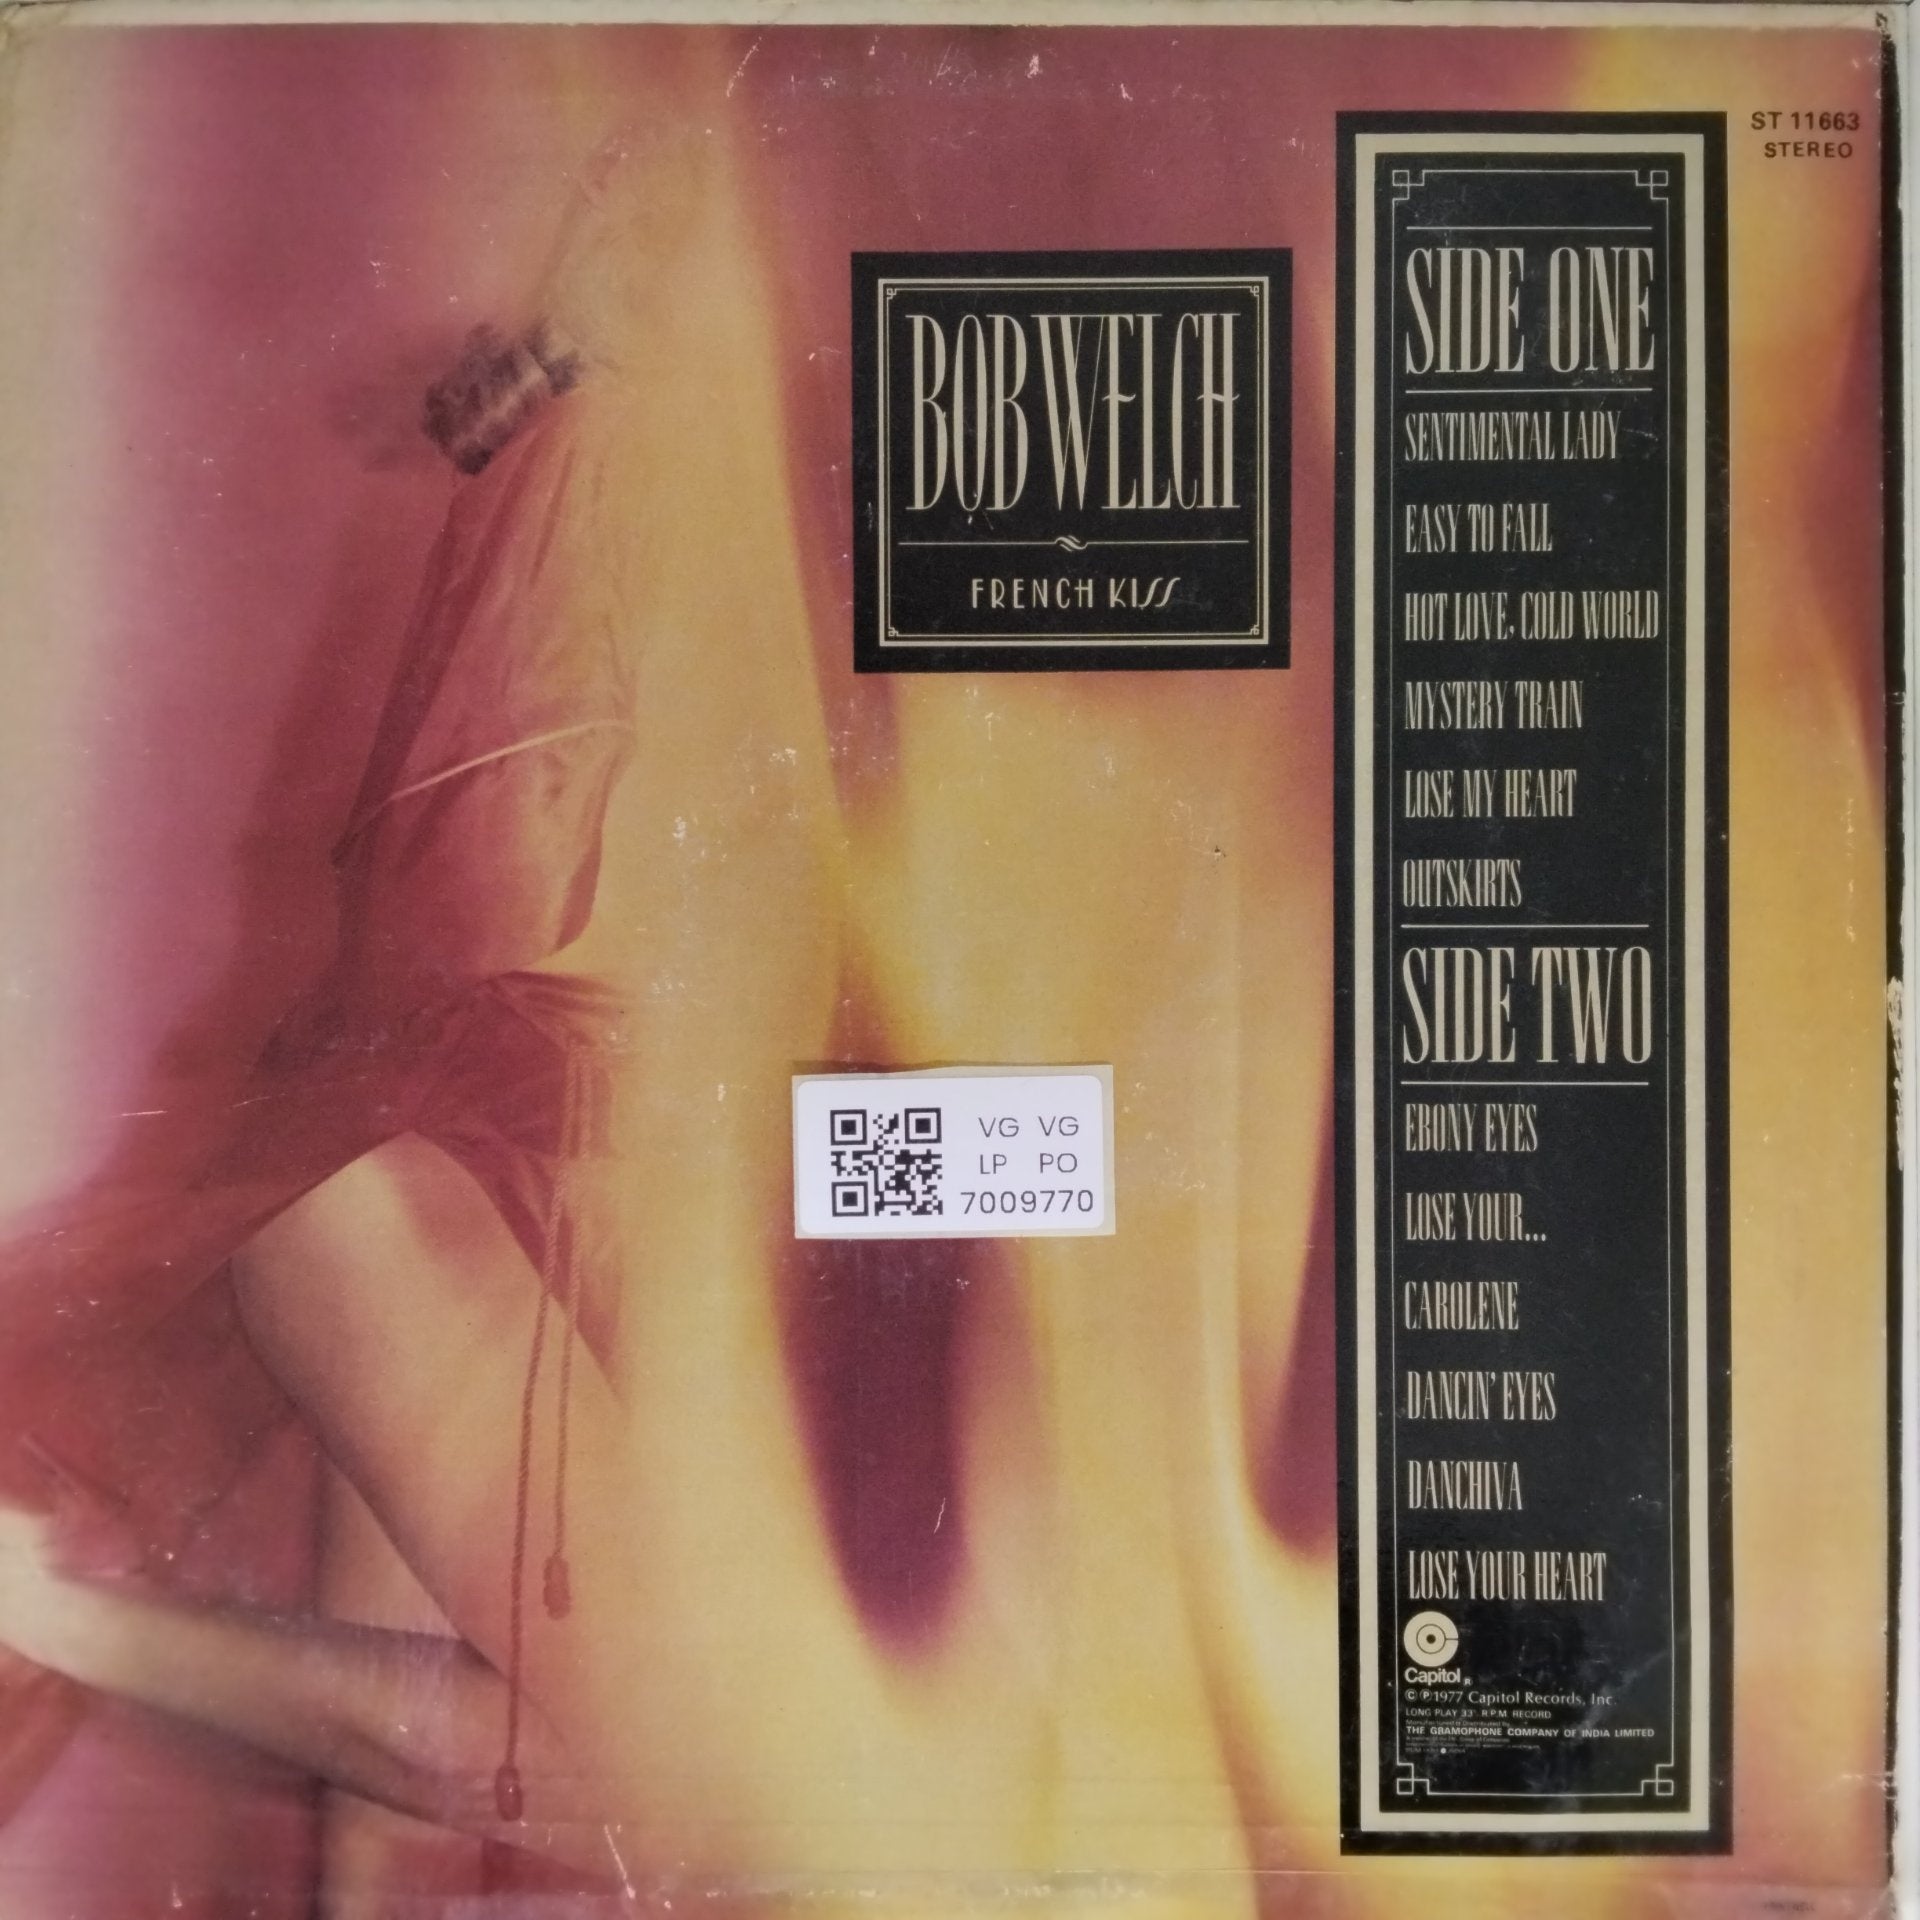 ST 11663
STEREO
BOB WELCH
FRENCH KISS
SIDE ONE
SENTIMENTAL LADY
EASY TO FALL
HOT LOVE, COLD WORLD
MYSTERY TRAIN
LOSE MY HEART
OUTSKIRTS
SIDE TWO
EBONY EYES
LOSE YOUR...
CAROLENE
DANCIN' EYES
DANCHIVA
LOSE YOUR HEART
Capitol ®
© ℗ 1977 Capitol Records, Inc.
LONG PLAY 33⅓ R.P.M. RECORD
Manufactured & Distributed by
THE GRAMOPHONE COMPANY OF INDIA LIMITED
VG VG
LP PO
7009770